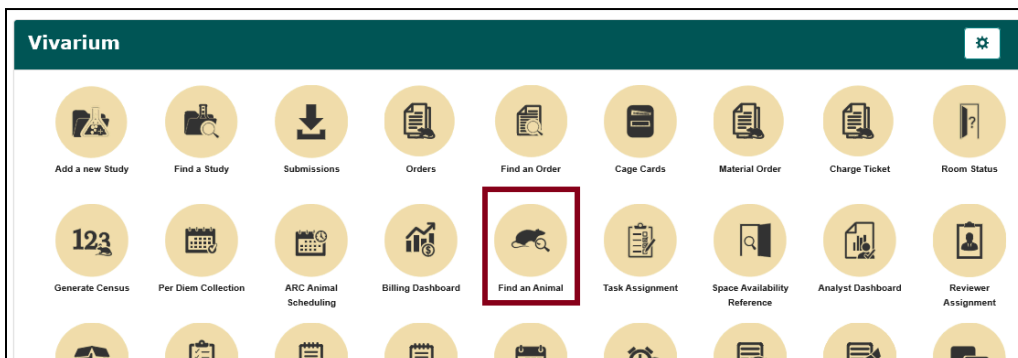 Vivarium
Add a new Study
Find a Study
Submissions
Orders
Find an Order
Cage Cards
Material Order
Charge Ticket
?
Room Status
123
Generate Census
Per Diem Collection
ARC Animal
Scheduling
$
Billing Dashboard
Find an Animal
Task Assignment
Space Availability
Reference
Analyst Dashboard
Reviewer
Assignment